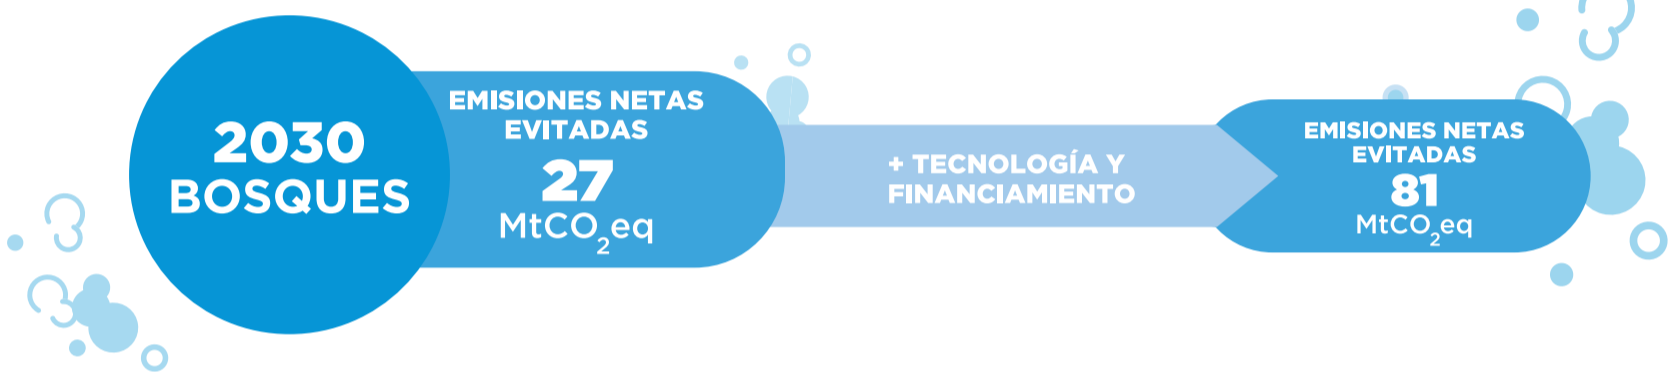 2030
BOSQUES
EMISIONES NETAS
EVITADAS
27
MtCO₂eq
+ TECNOLOGÍA Y
FINANCIAMIENTO
EMISIONES NETAS
EVITADAS
81
MtCO₂eq